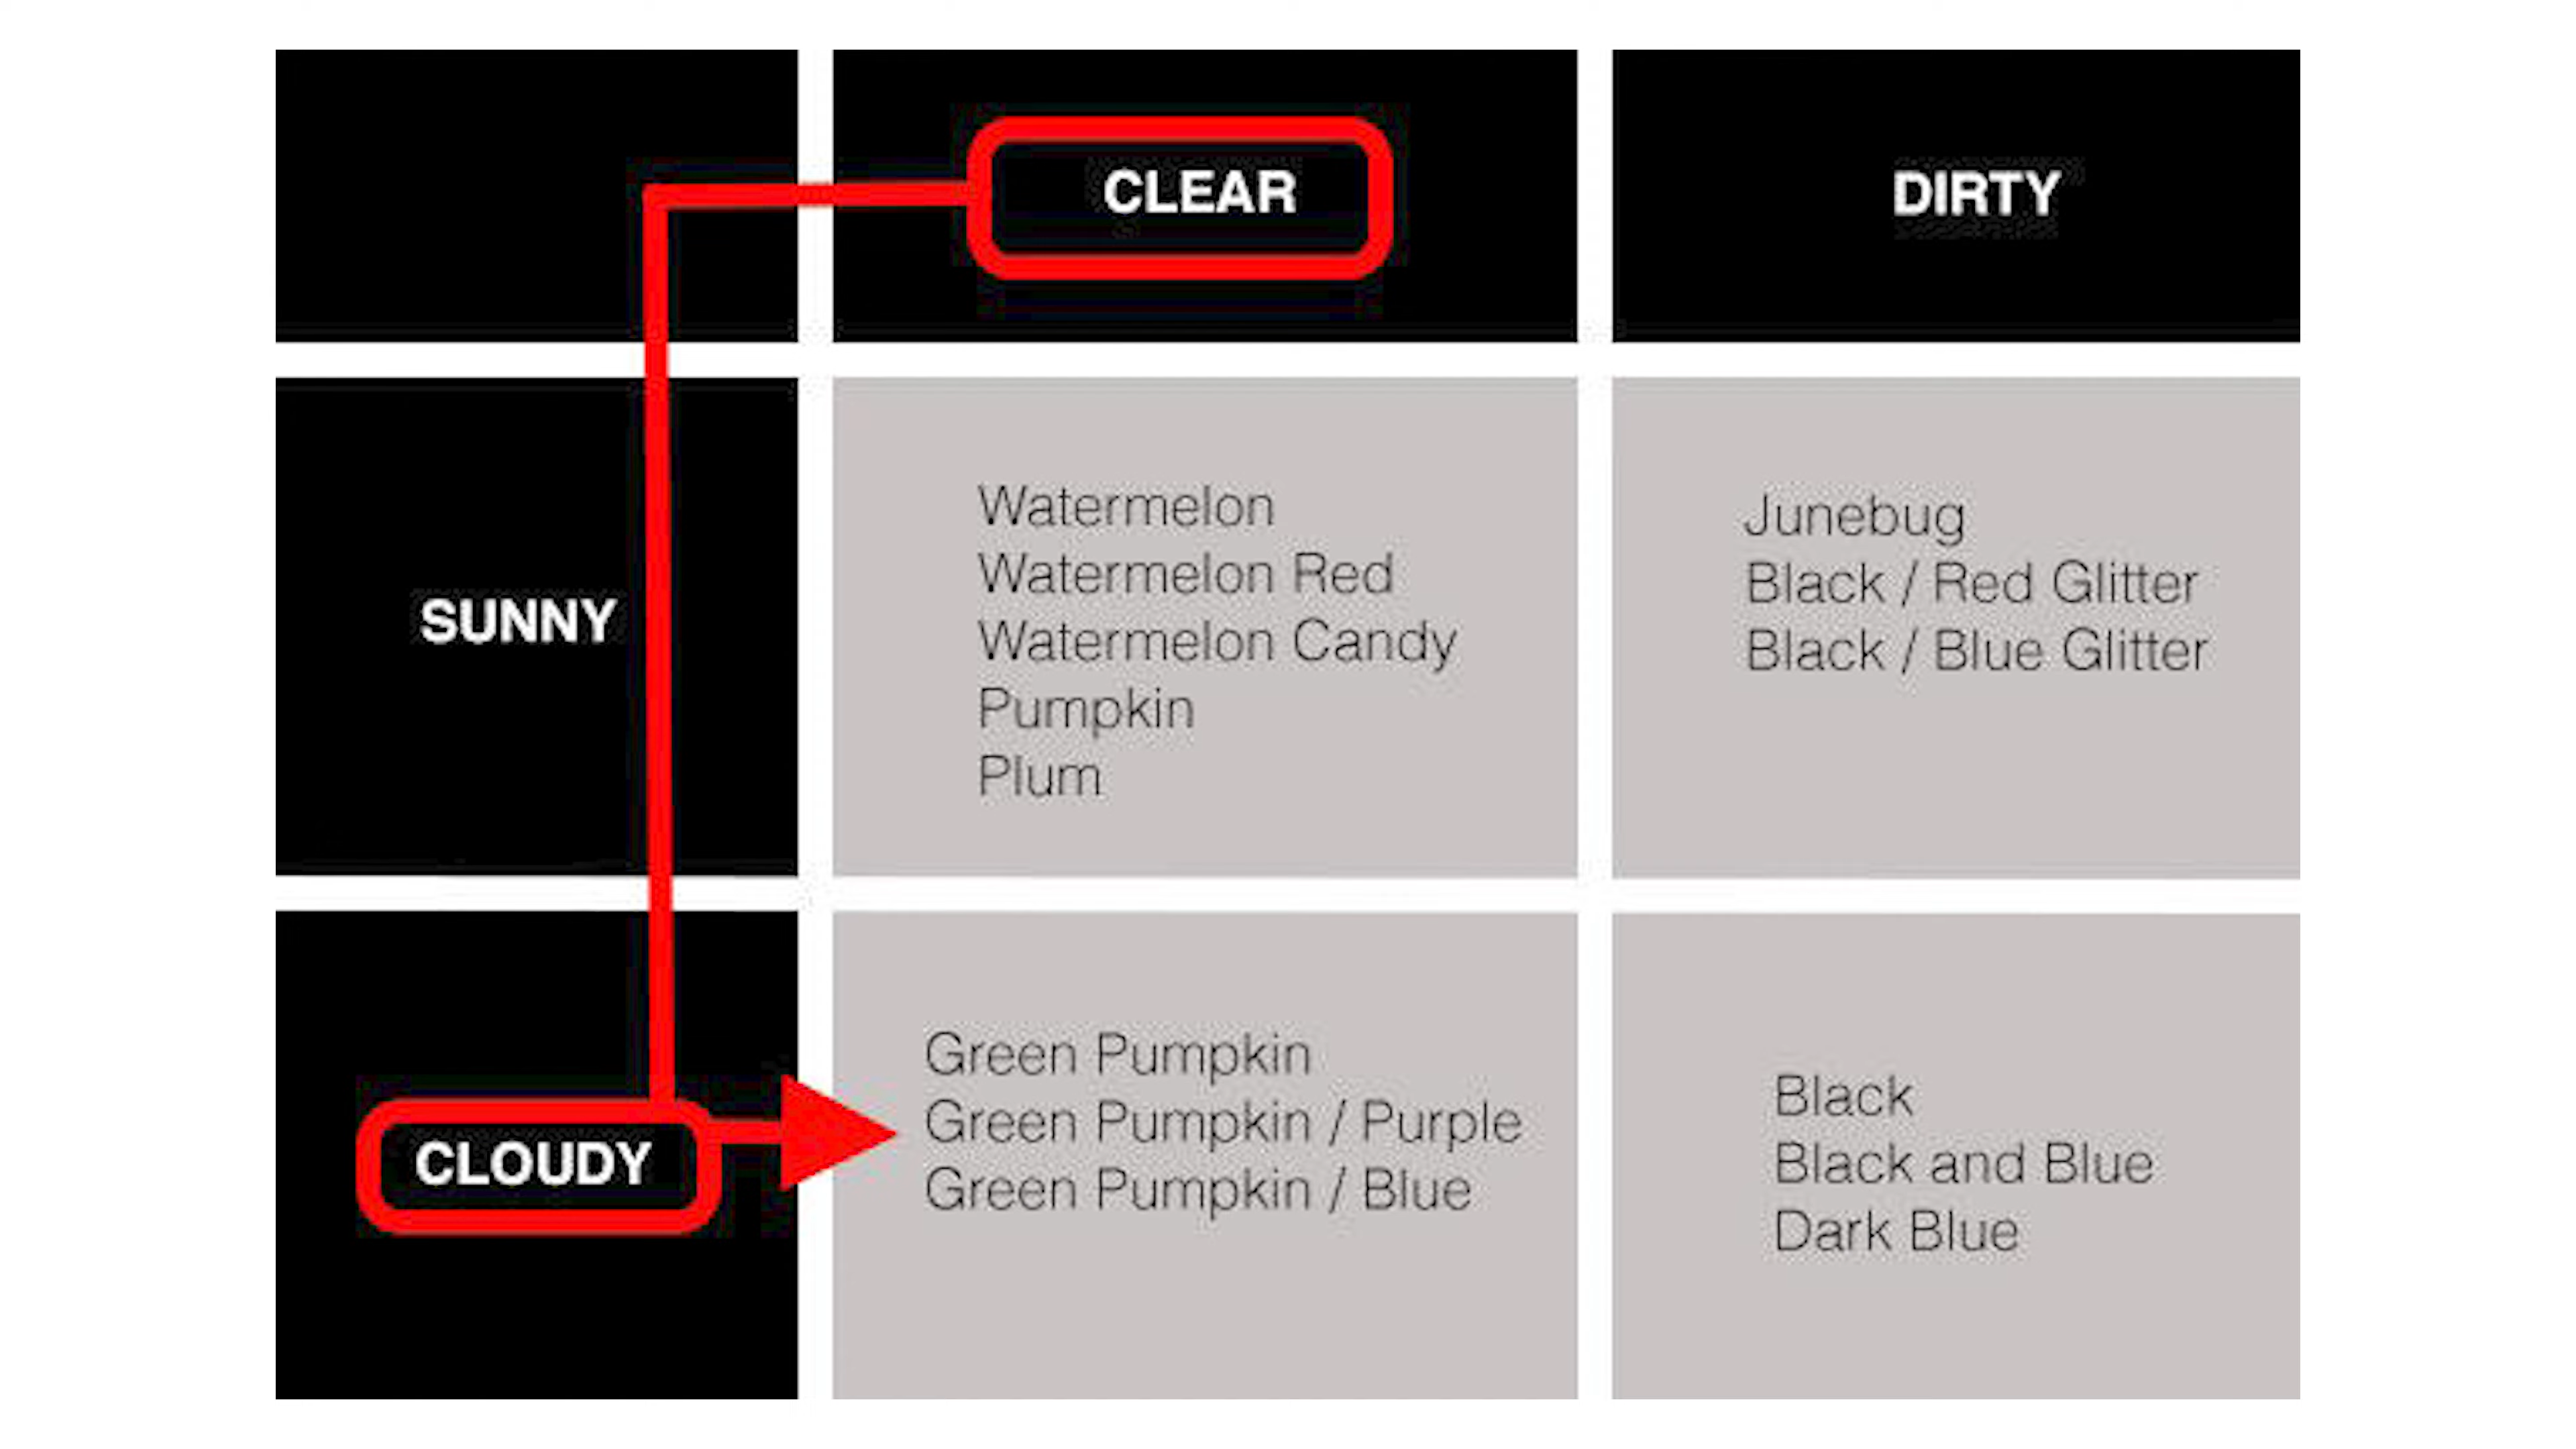 CLEAR
DIRTY
SUNNY
Watermelon
Watermelon Red
Watermelon Candy
Pumpkin
Plum
Junebug
Black / Red Glitter
Black / Blue Glitter
CLOUDY
Green Pumpkin
Green Pumpkin / Purple
Green Pumpkin / Blue
Black
Black and Blue
Dark Blue